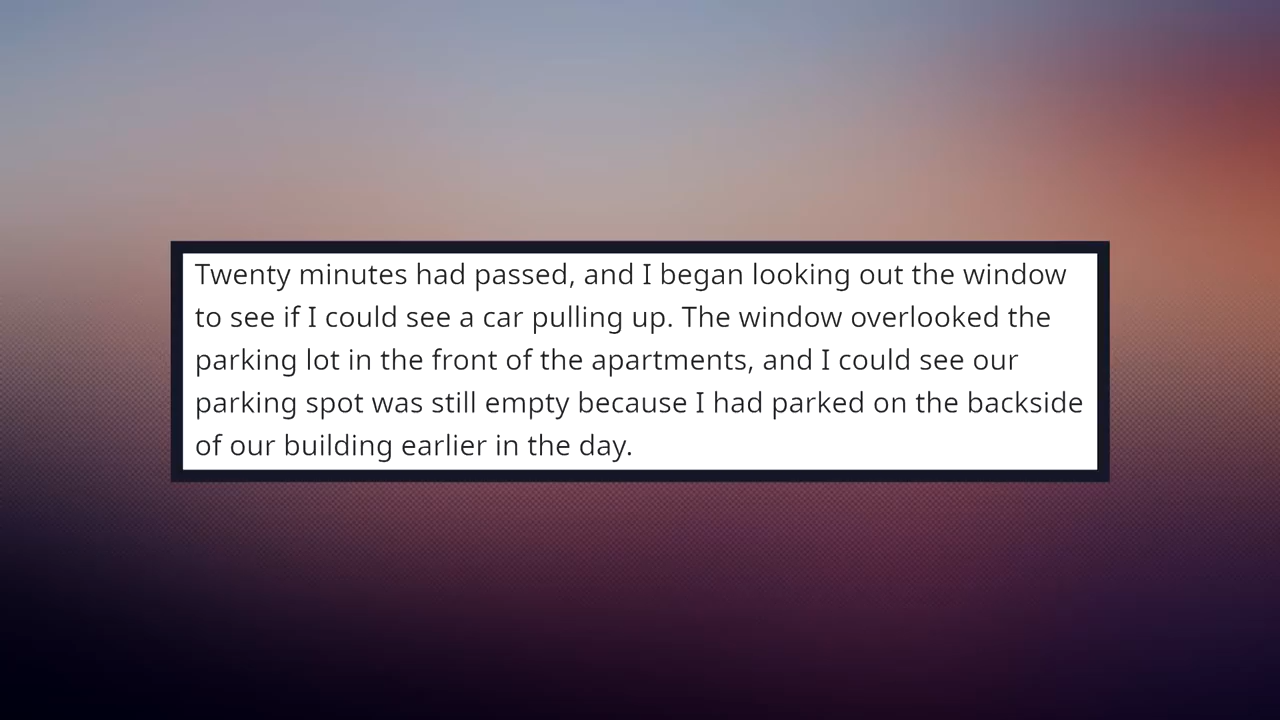 Twenty minutes had passed, and I began looking out the window
to see if I could see a car pulling up. The window overlooked the
parking lot in the front of the apartments, and I could see our
parking spot was still empty because I had parked on the backside
of our building earlier in the day.